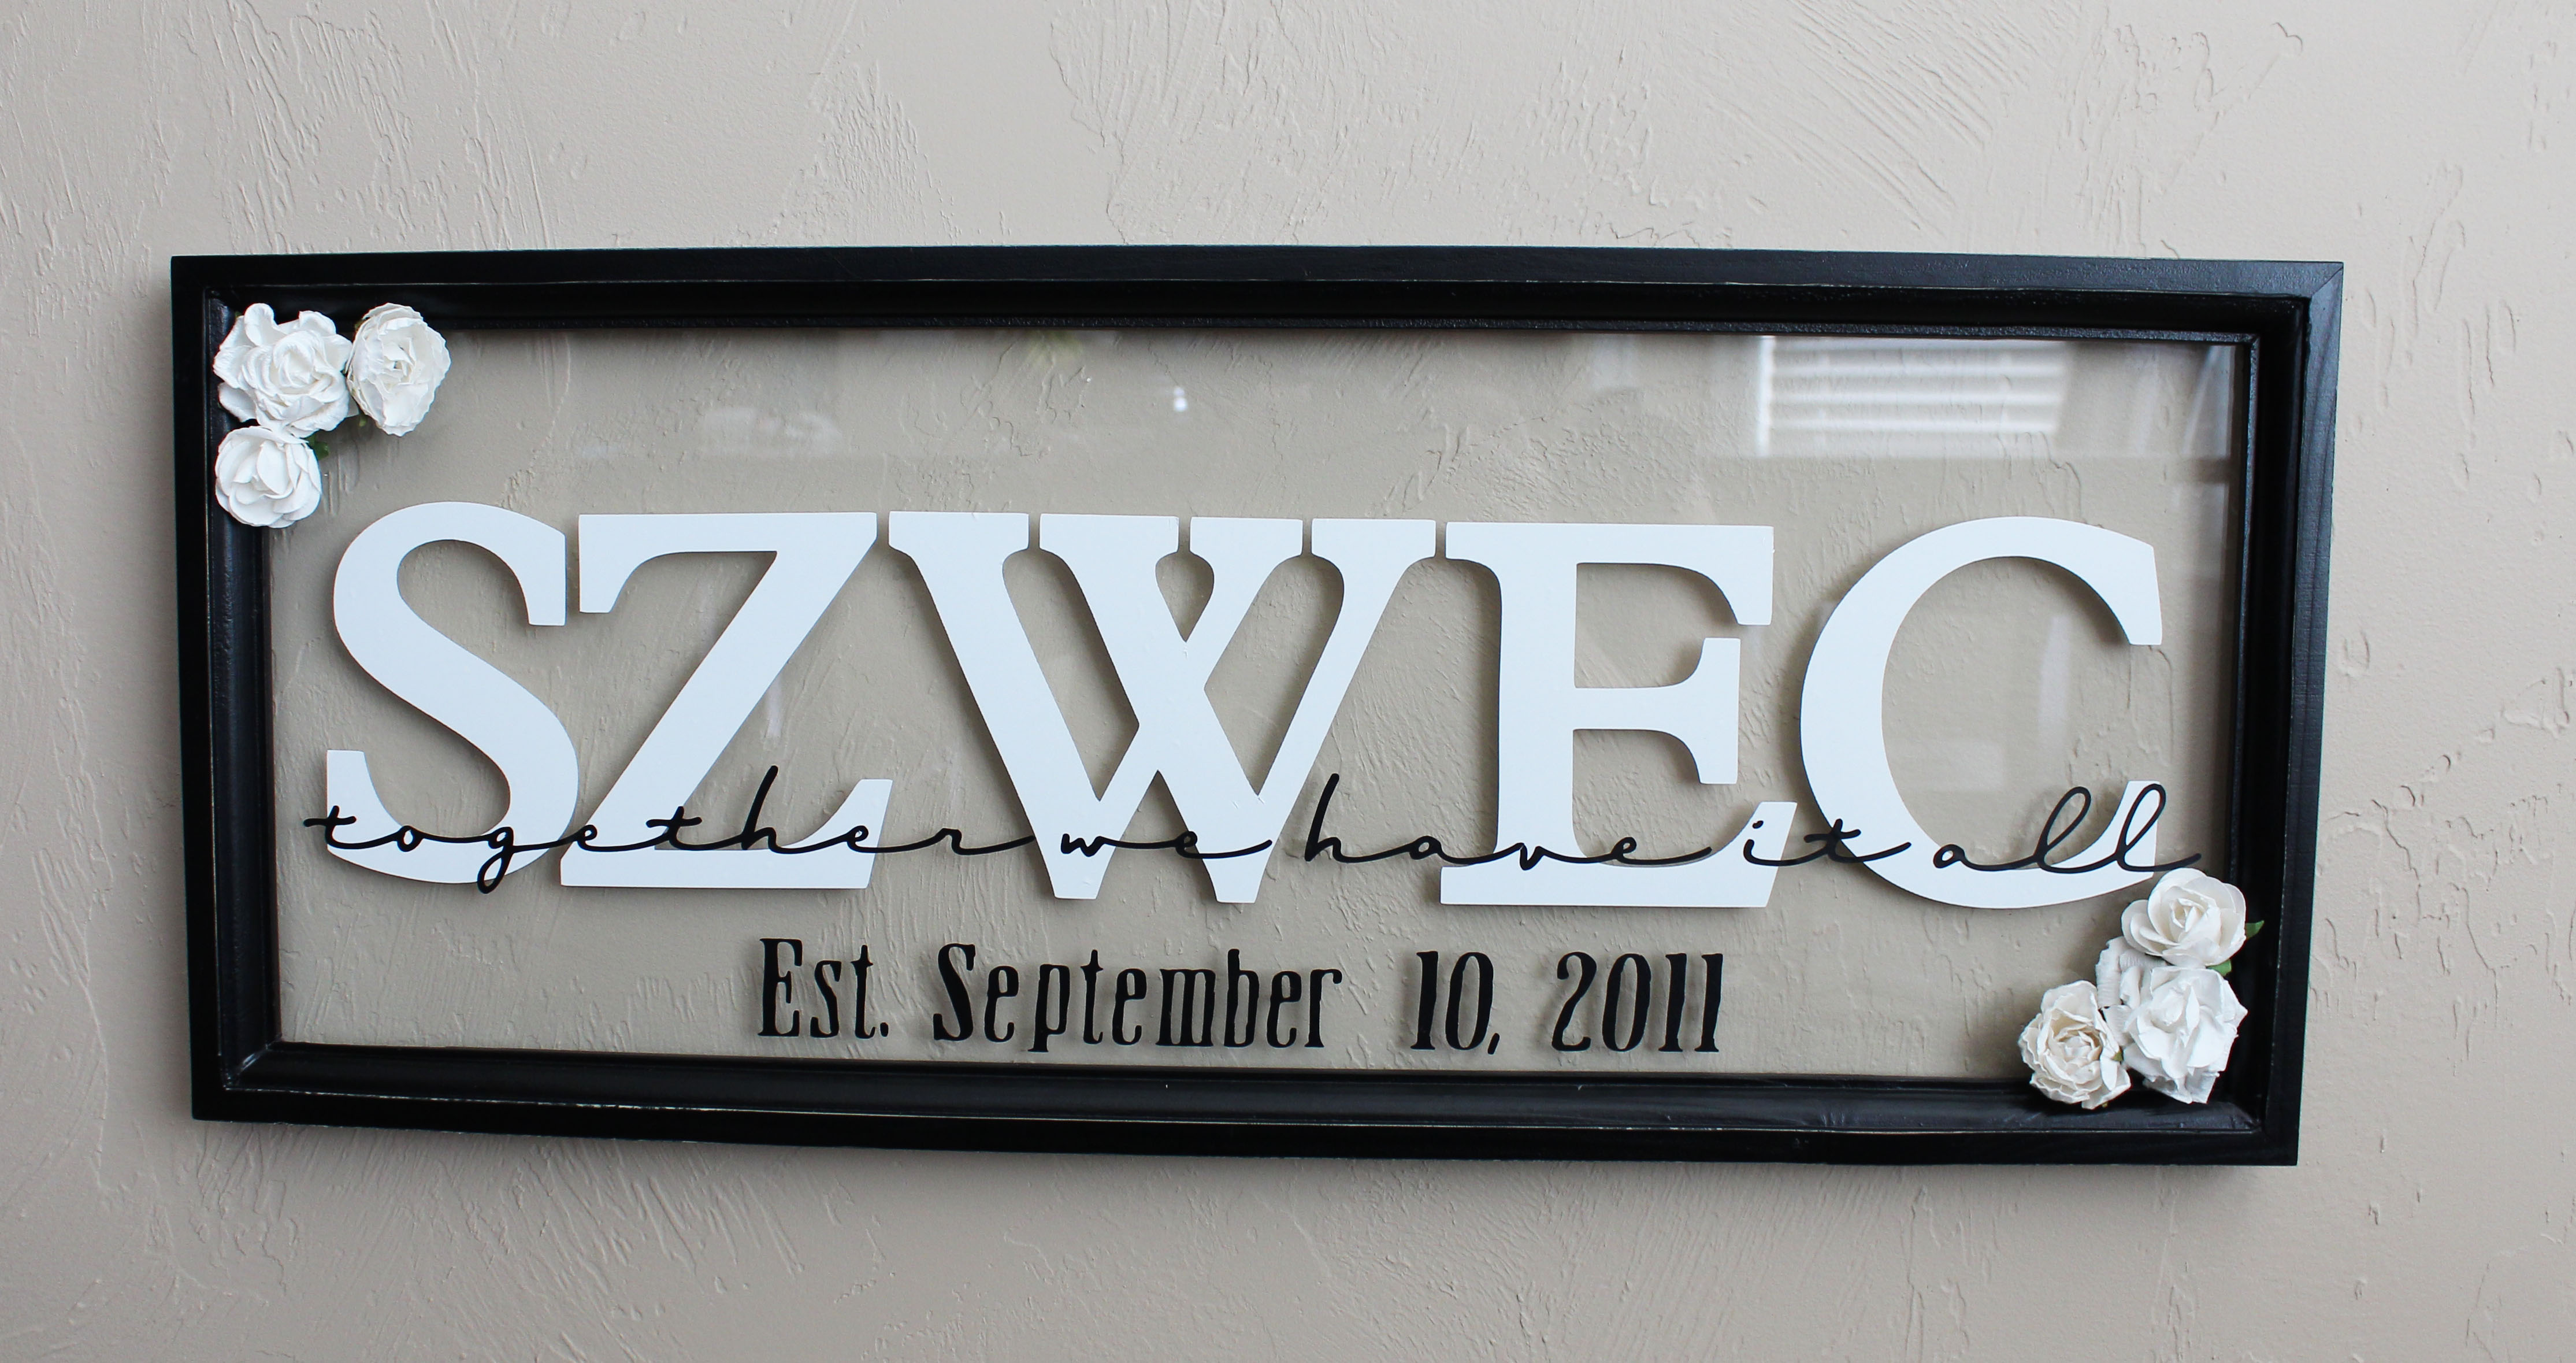 SZWEC
together we have it all
Est. September 10, 2011